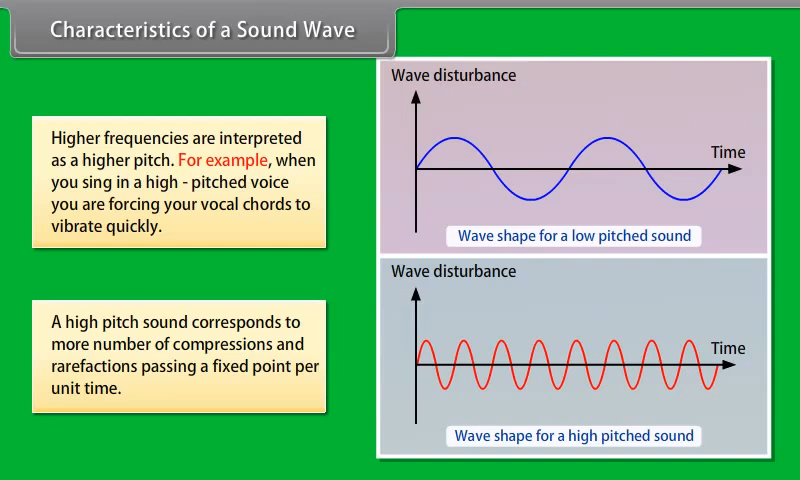 Characteristics of a Sound Wave
Higher frequencies are interpreted
as a higher pitch. For example, when
you sing in a high - pitched voice
you are forcing your vocal chords to
vibrate quickly.
A high pitch sound corresponds to
more number of compressions and
rarefactions passing a fixed point per
unit time.
Wave disturbance
Time
Wave shape for a low pitched sound
Wave disturbance
Time
Wave shape for a high pitched sound